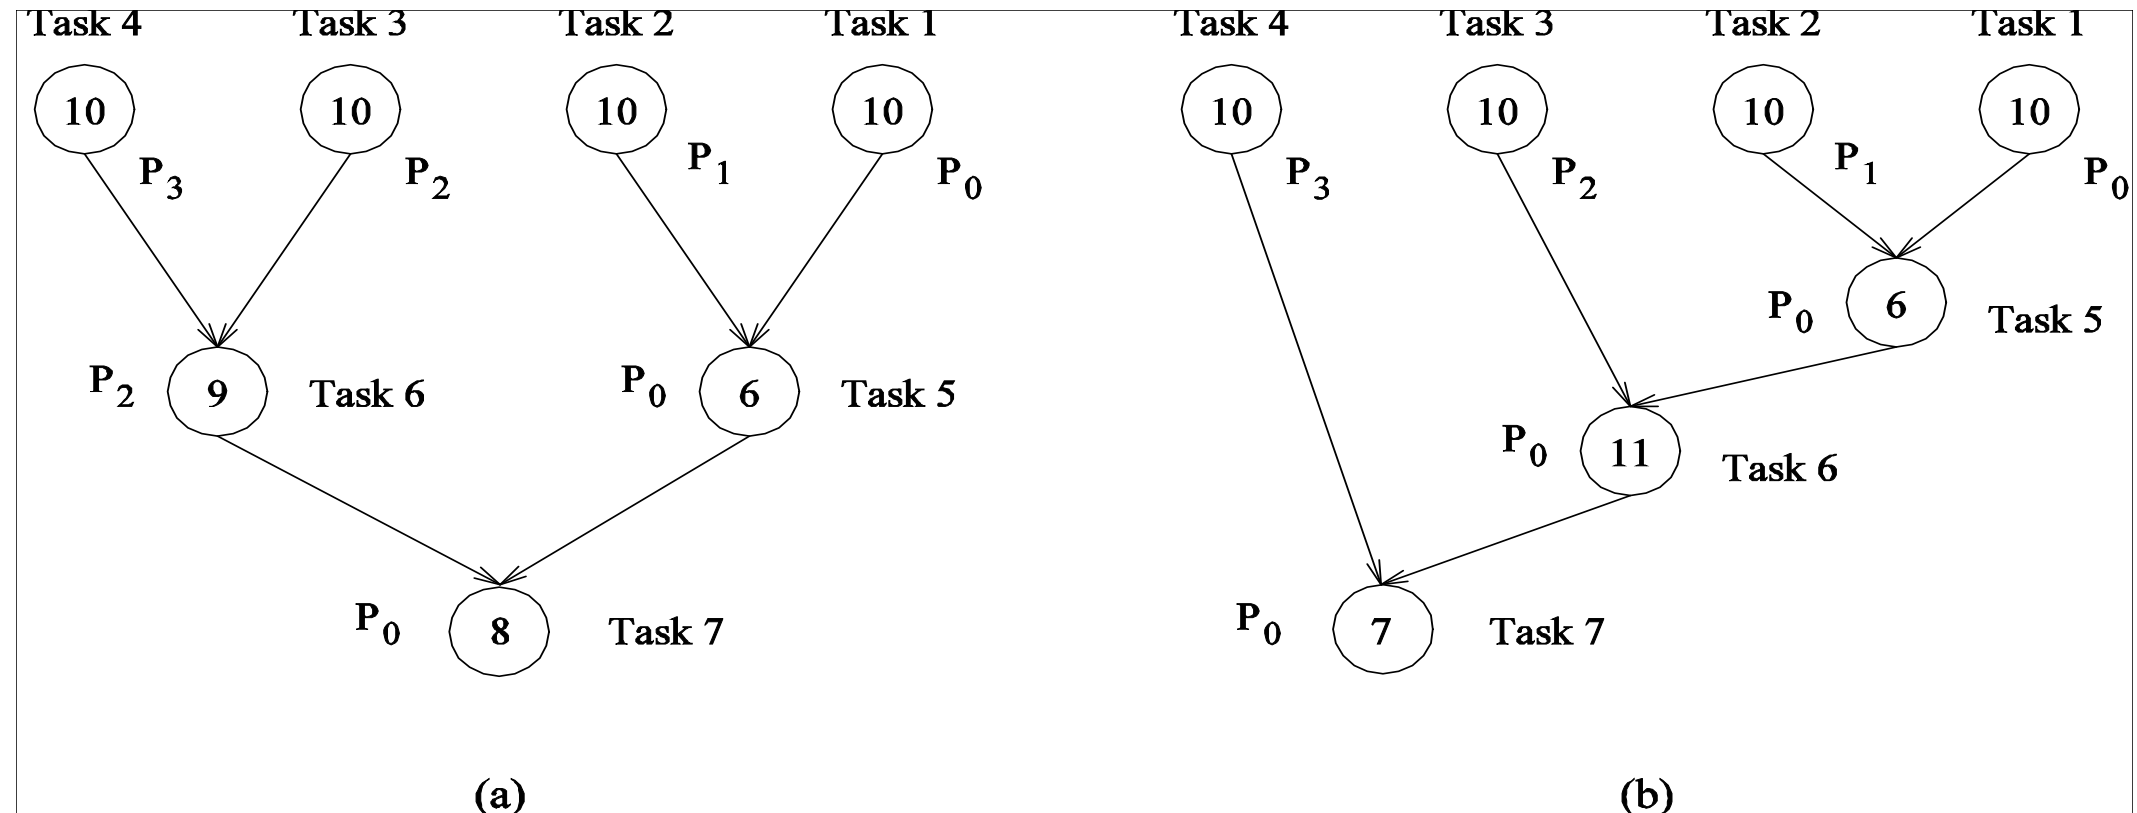 Task 4 Task 3 Task 2 Task 1 Task 4 Task 3 Task 2 Task 1
10 10 10 10 10 10 10 10
P3 P2 P1 P0 P3 P2 P1 P0
P0 6 Task 5
P2 9 Task 6 P0 6 Task 5
P0 11 Task 6
P0 8 Task 7 P0 7 Task 7
(a) (b)